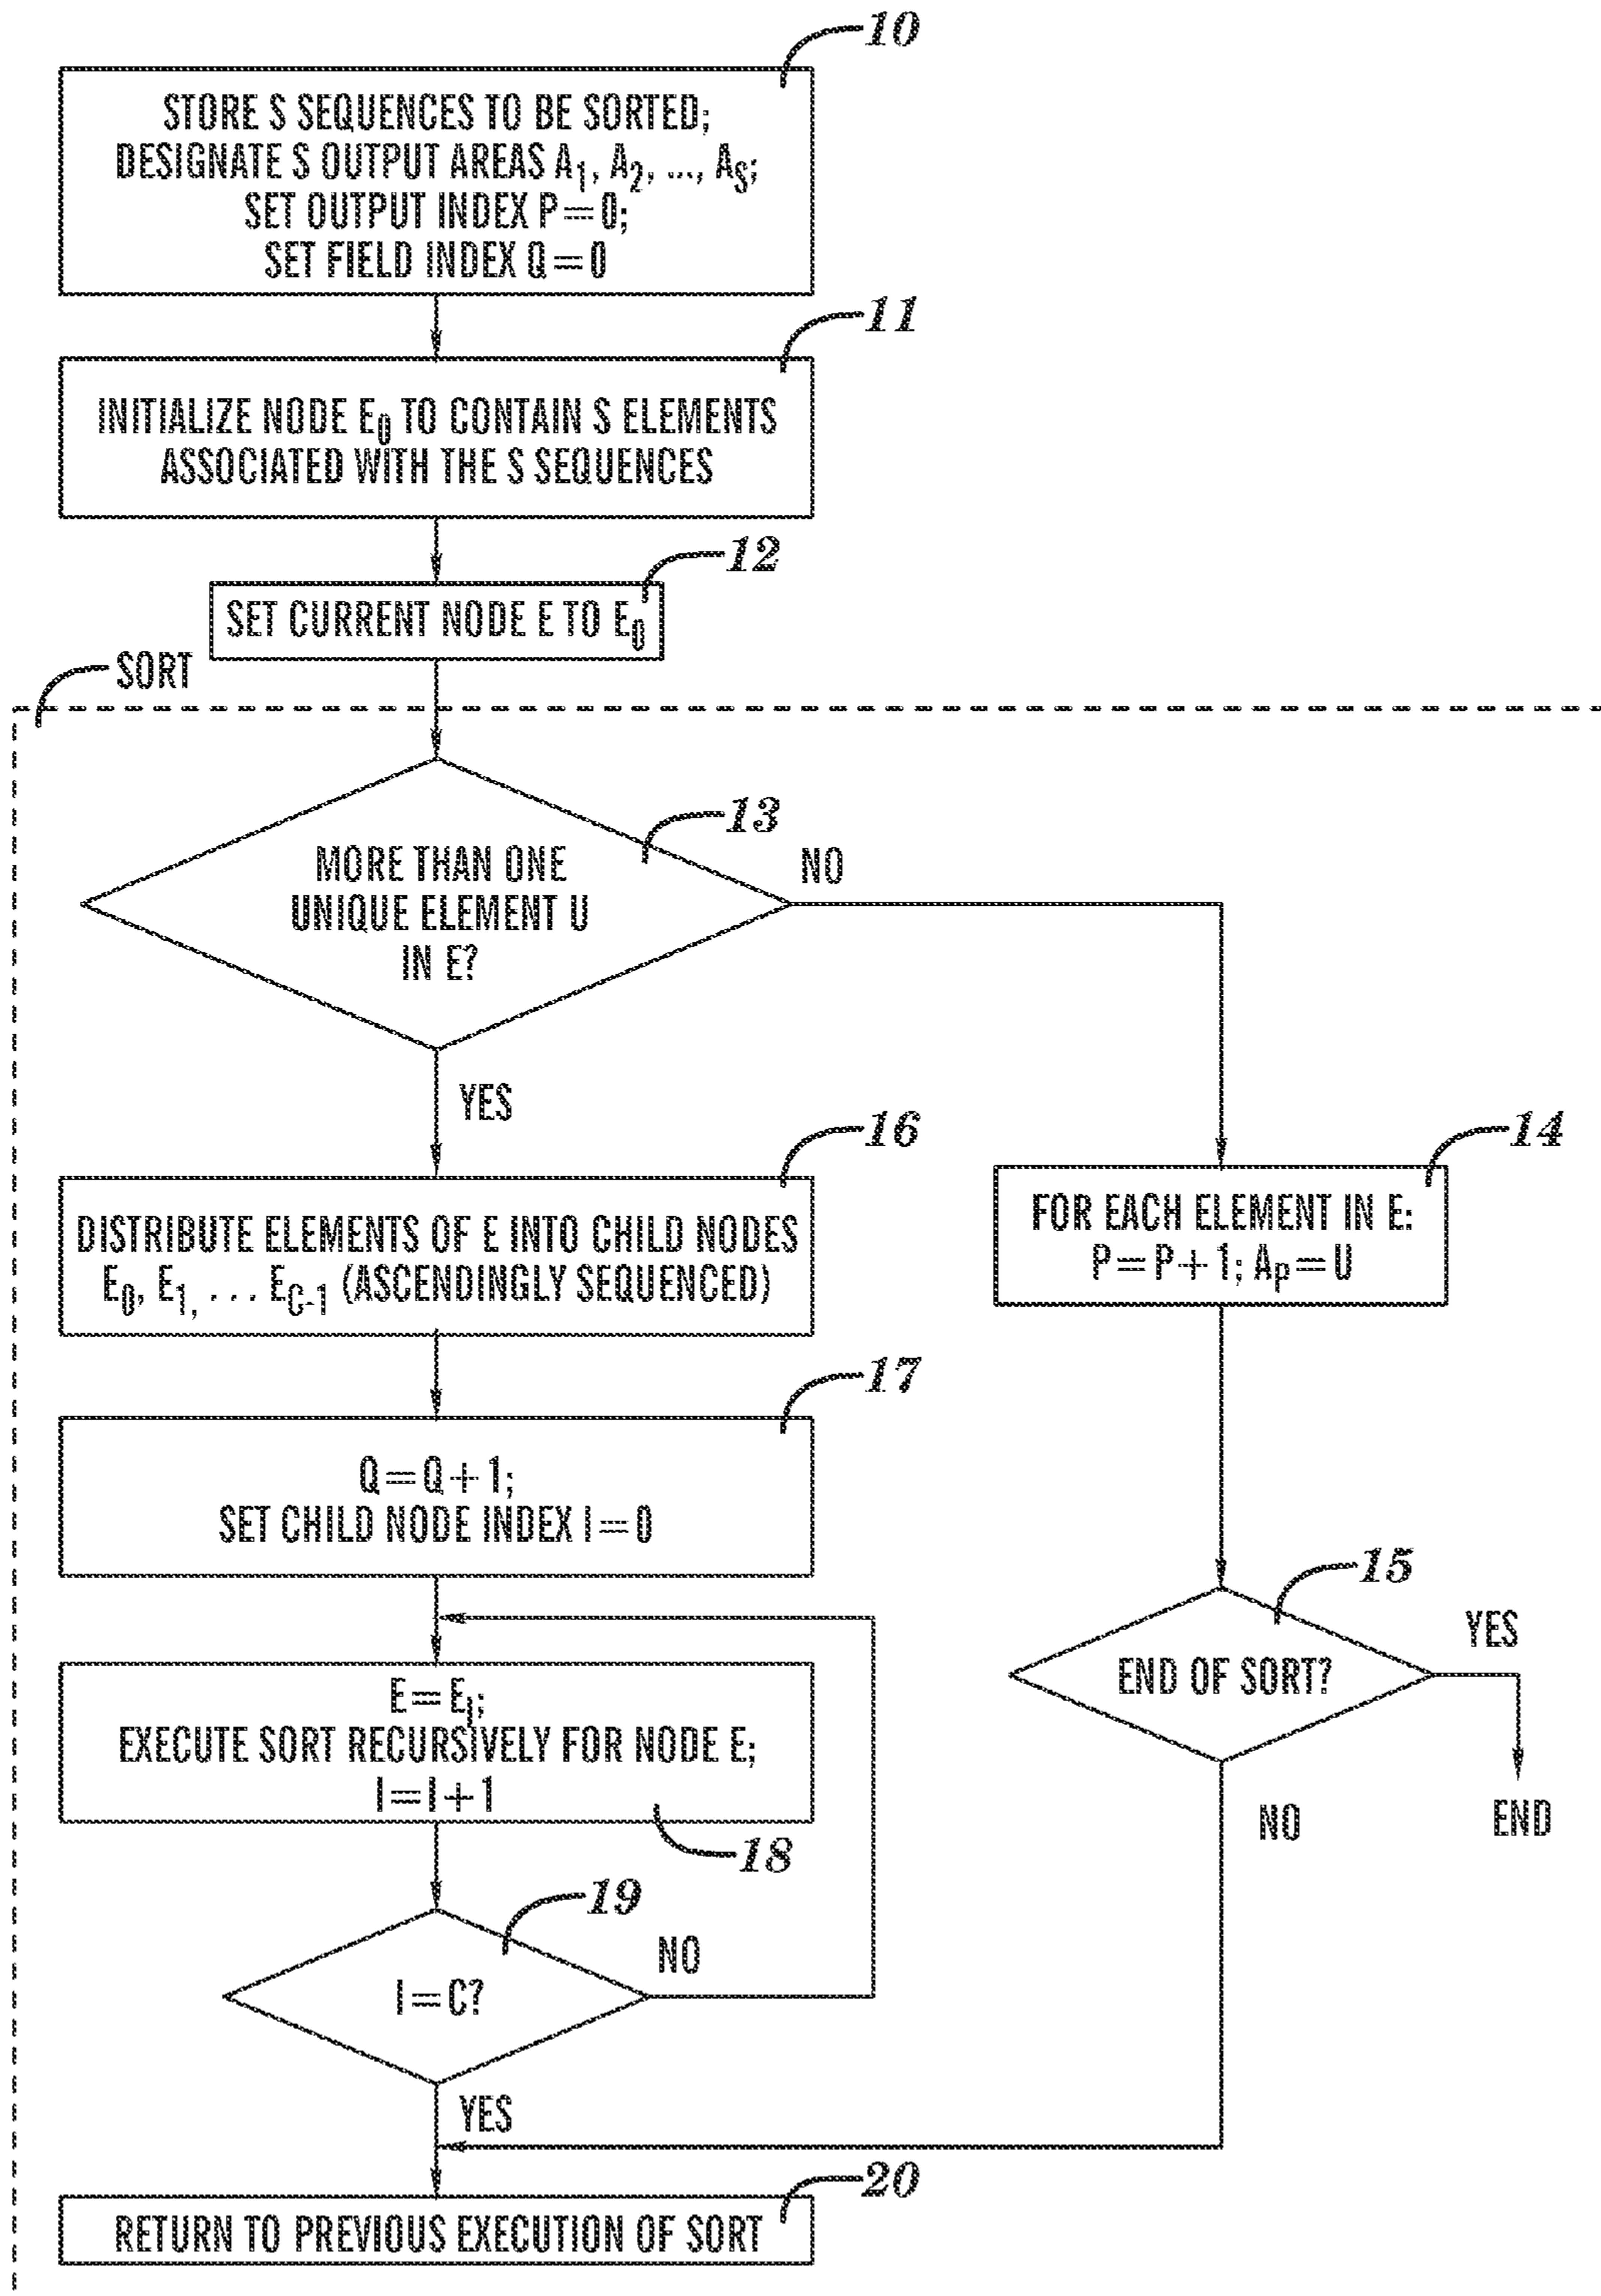 10
STORE S SEQUENCES TO BE SORTED;
DESIGNATE S OUTPUT AREAS A1, A2, ..., AS;
SET OUTPUT INDEX P=0;
SET FIELD INDEX Q=0
11
INITIALIZE NODE E0 TO CONTAIN S ELEMENTS
ASSOCIATED WITH THE S SEQUENCES
12
SET CURRENT NODE E TO E0
SORT
13
MORE THAN ONE
UNIQUE ELEMENT U
IN E?
NO
YES
16
DISTRIBUTE ELEMENTS OF E INTO CHILD NODES
E0, E1, . . . EC-1 (ASCENDINGLY SEQUENCED)
14
FOR EACH ELEMENT IN E:
P=P+1; AP=U
17
Q=Q+1;
SET CHILD NODE INDEX I=0
15
END OF SORT?
YES
NO
END
E=EI;
EXECUTE SORT RECURSIVELY FOR NODE E;
I=I+1
18
19
I=C?
NO
YES
20
RETURN TO PREVIOUS EXECUTION OF SORT